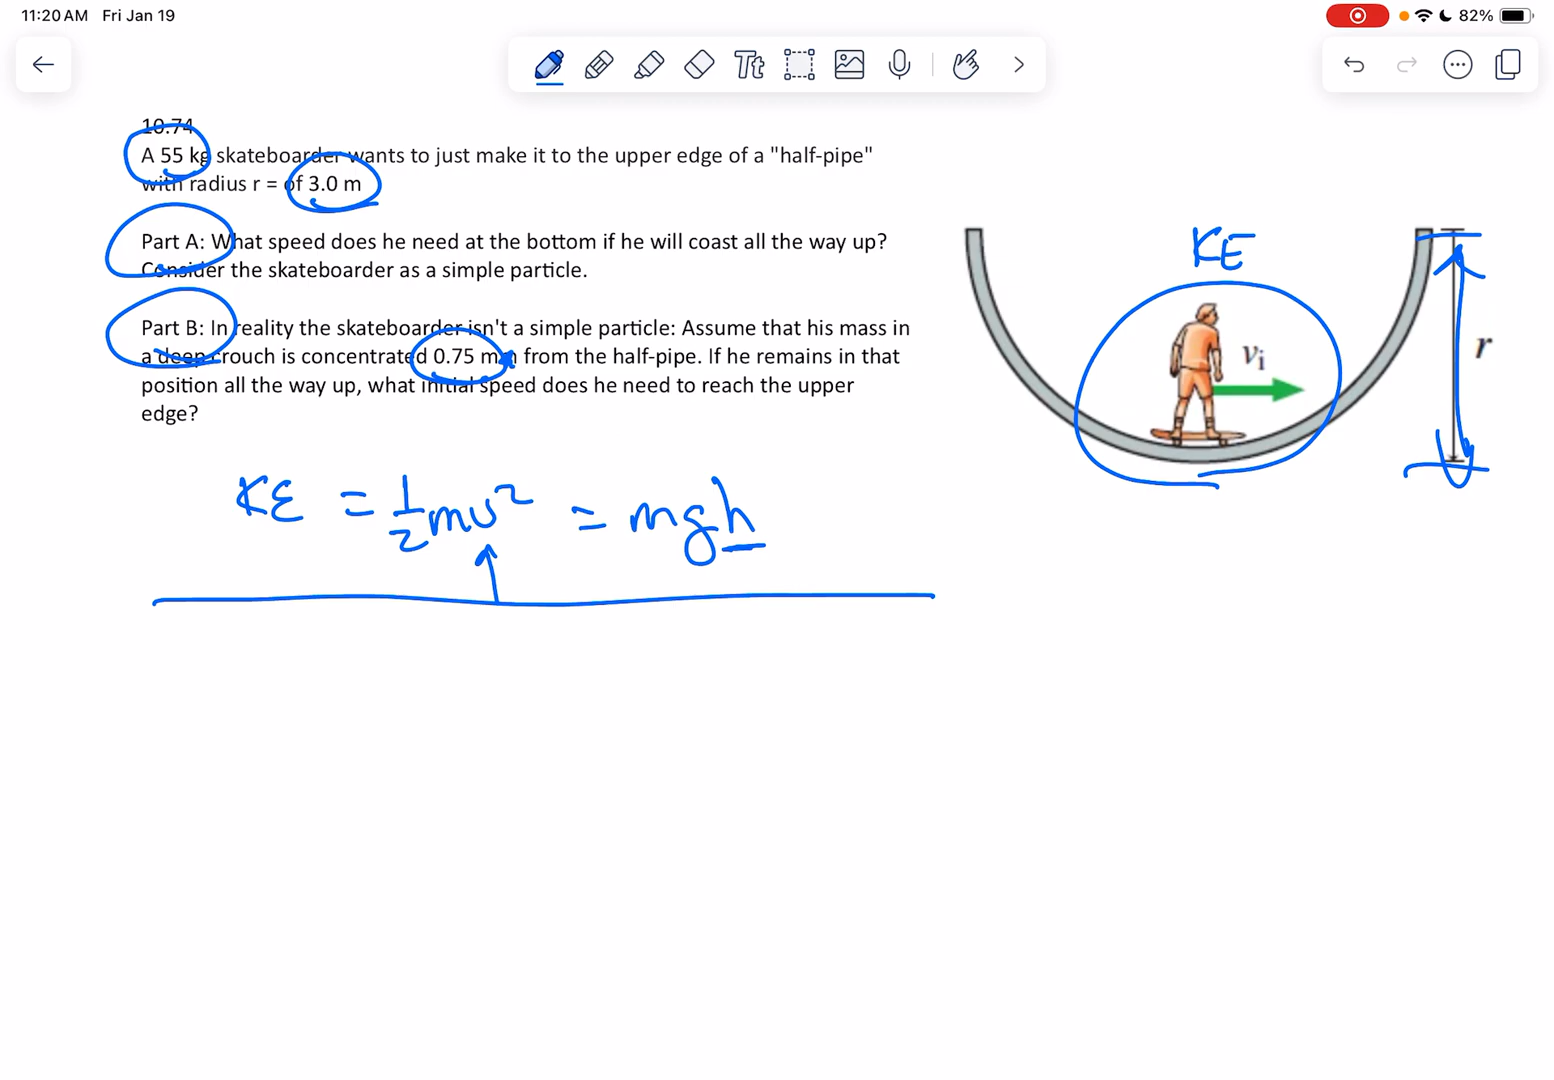 11:20 AM Fri Jan 19 82%
Tt
10.74
A 55 kg skateboarder wants to just make it to the upper edge of a "half-pipe"
with radius r = of 3.0 m
Part A: What speed does he need at the bottom if he will coast all the way up?
Consider the skateboarder as a simple particle.
Part B: In reality the skateboarder isn't a simple particle: Assume that his mass in
a deep crouch is concentrated 0.75 m from the half-pipe. If he remains in that
position all the way up, what initial speed does he need to reach the upper
edge?
KE
vi
r
KE = 1/2 mv² = mgh